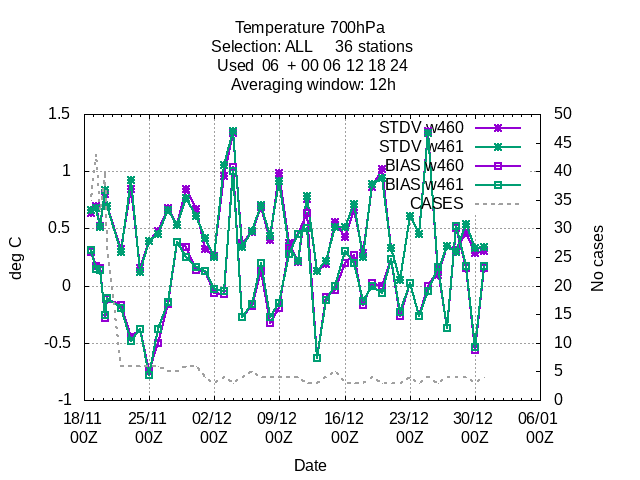 Temperature 700hPa
Selection: ALL     36 stations
Used  06  + 00 06 12 18 24
Averaging window: 12h
STDV w460
STDV w461
BIAS w460
BIAS w461
CASES
deg C
1.5
1
0.5
0
-0.5
-1
No cases
50
45
40
35
30
25
20
15
10
5
0
18/11 25/11 02/12 09/12 16/12 23/12 30/12 06/01
00Z 00Z 00Z 00Z 00Z 00Z 00Z 00Z
Date